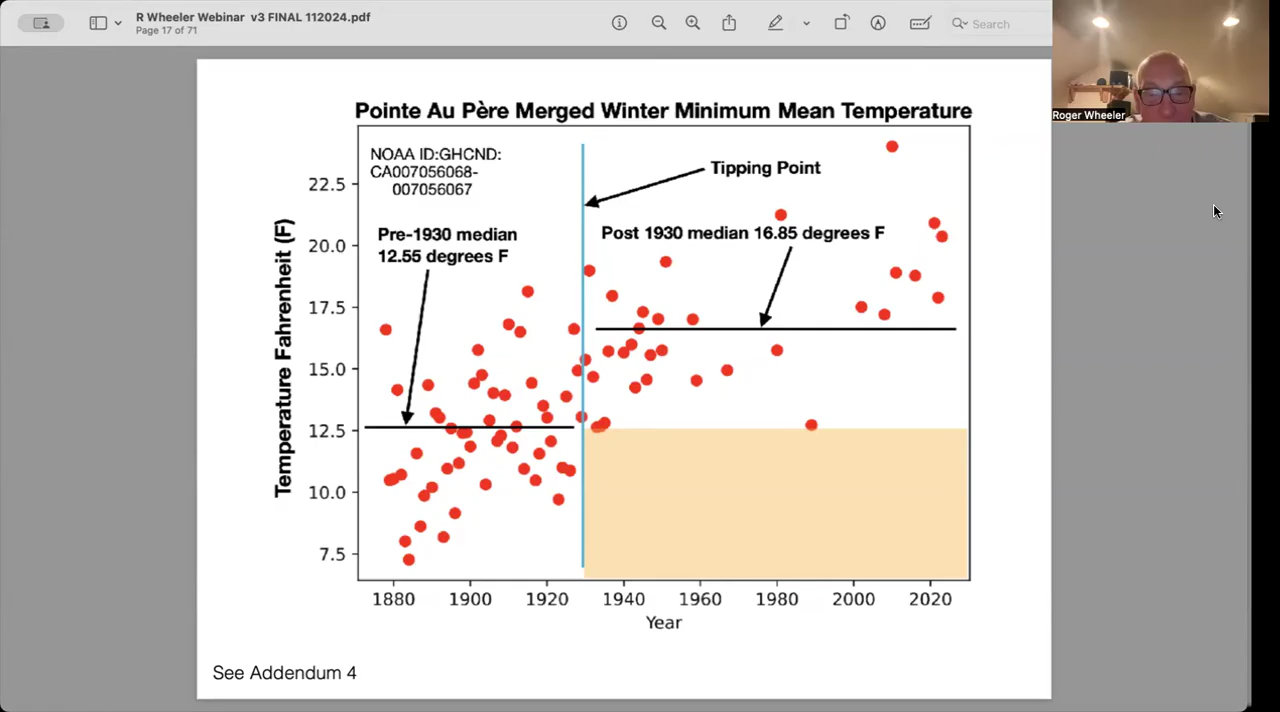 R Wheeler Webinar v3 FINAL 112024.pdf
Page 17 of 71
Search
Roger Wheeler
Pointe Au Père Merged Winter Minimum Mean Temperature
NOAA ID:GHCND:
CA007056068-
007056067
Tipping Point
Pre-1930 median
12.55 degrees F
Post 1930 median 16.85 degrees F
Temperature Fahrenheit (F)
22.5
20.0
17.5
15.0
12.5
10.0
7.5
1880 1900 1920 1940 1960 1980 2000 2020
Year
See Addendum 4